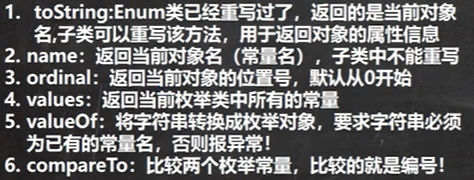 1. toString:Enum类已经重写过了，返回的是当前对象
名,子类可以重写该方法，用于返回对象的属性信息
2. name：返回当前对象名（常量名），子类中不能重写
3. ordinal：返回当前对象的位置号，默认从0开始
4. values：返回当前枚举类中所有的常量
5. valueOf：将字符串转换成枚举对象，要求字符串必须
为已有的常量名，否则报异常！
6. compareTo：比较两个枚举常量，比较的就是编号！